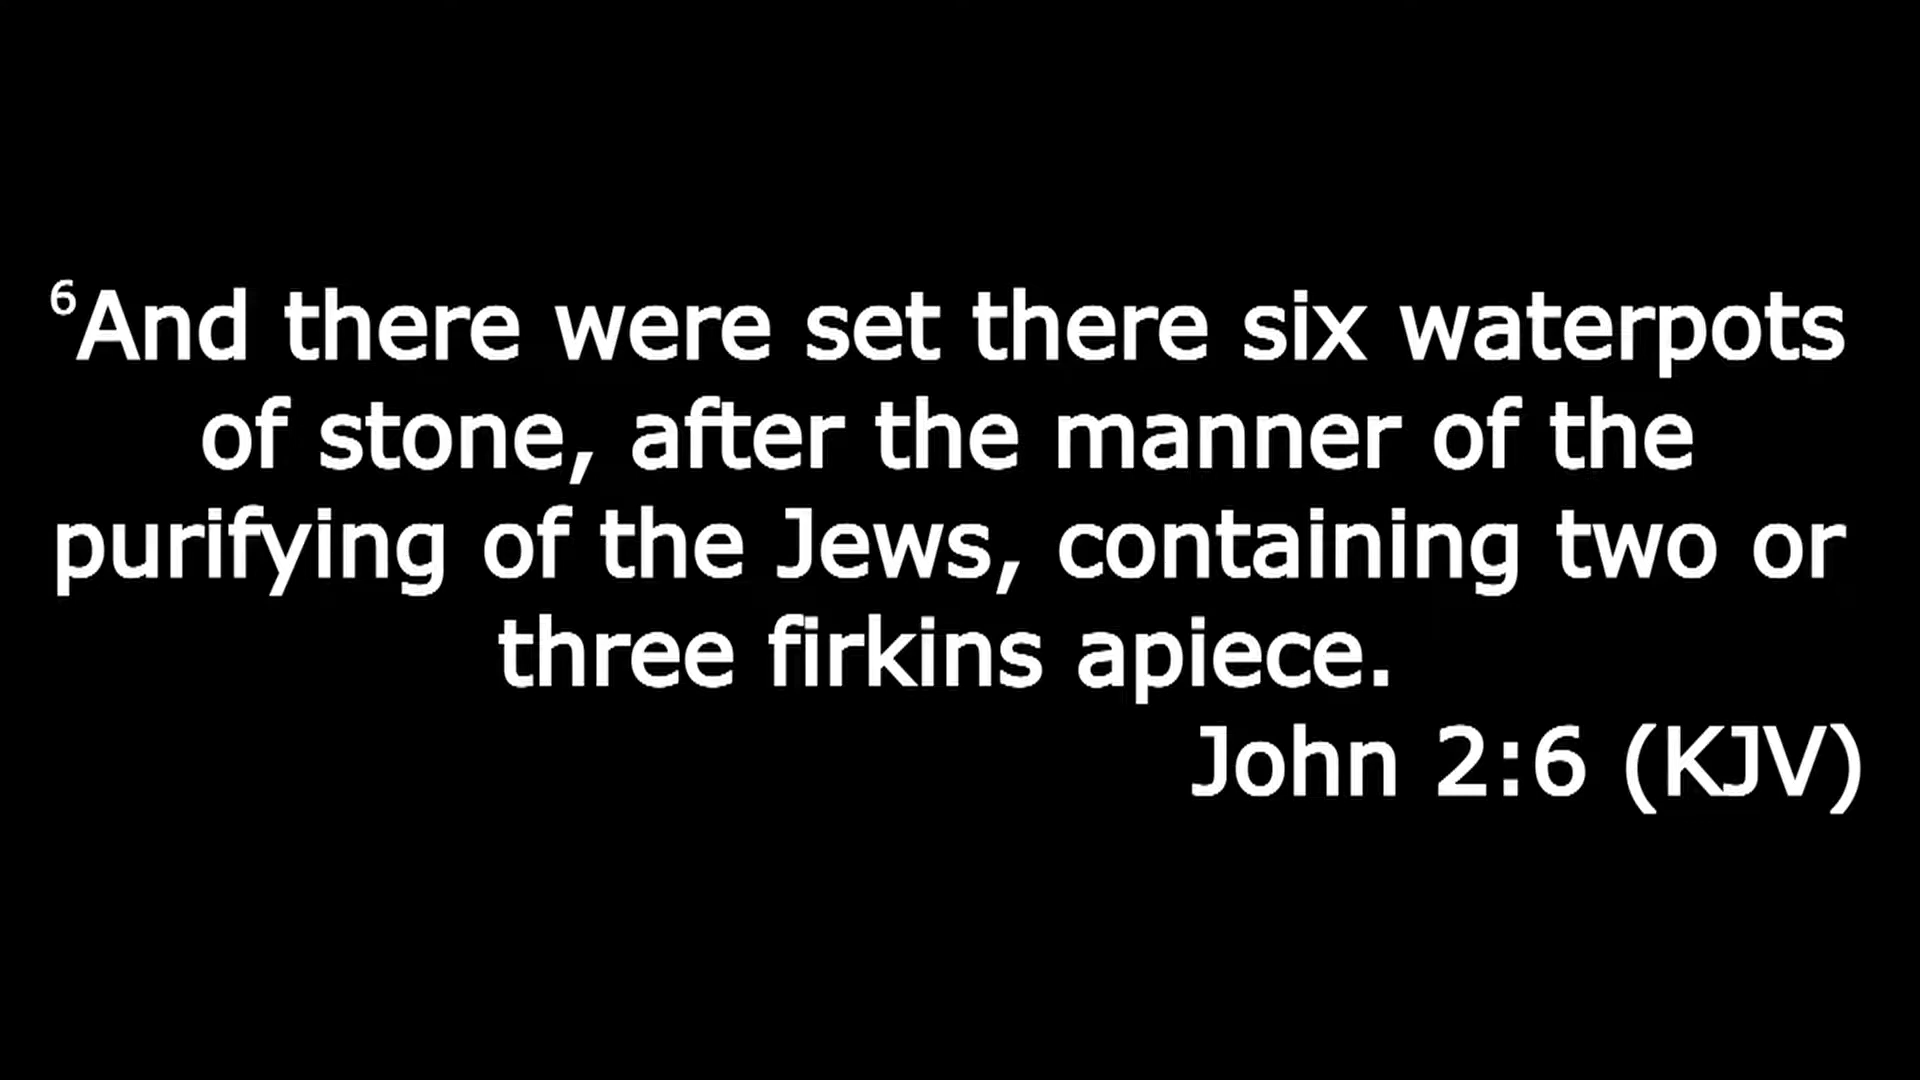 ⁶And there were set there six waterpots
of stone, after the manner of the
purifying of the Jews, containing two or
three firkins apiece.
John 2:6 (KJV)